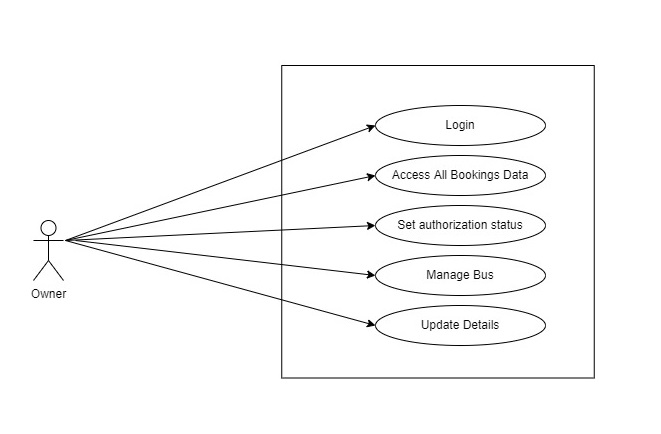 Login
Access All Bookings Data
Set authorization status
Manage Bus
Update Details
Owner